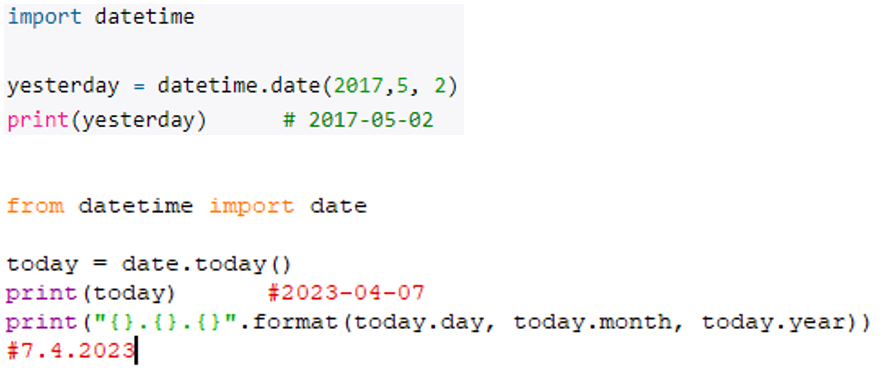 import datetime
yesterday = datetime.date(2017,5, 2)
print(yesterday)      # 2017-05-02
from datetime import date
today = date.today()
print(today)      #2023-04-07
print("{}.{}.{}".format(today.day, today.month, today.year))
#7.4.2023